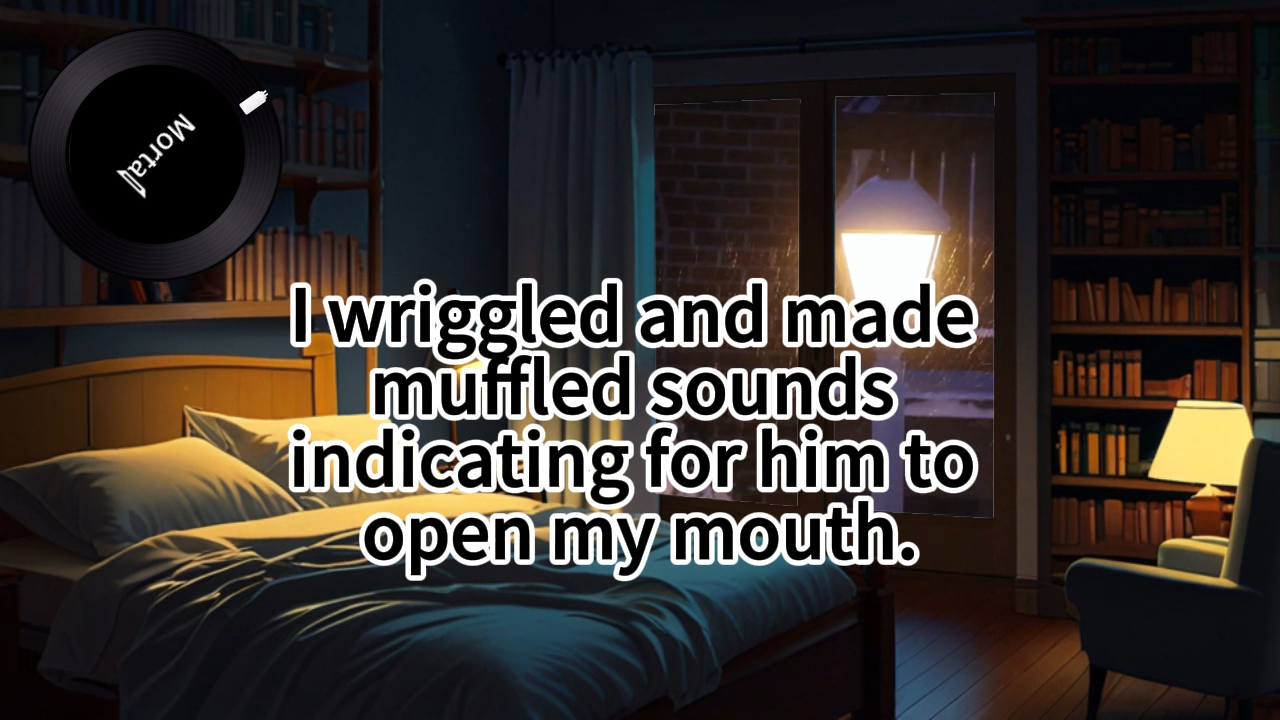 Mortal
I wriggled and made
muffled sounds
indicating for him to
open my mouth.